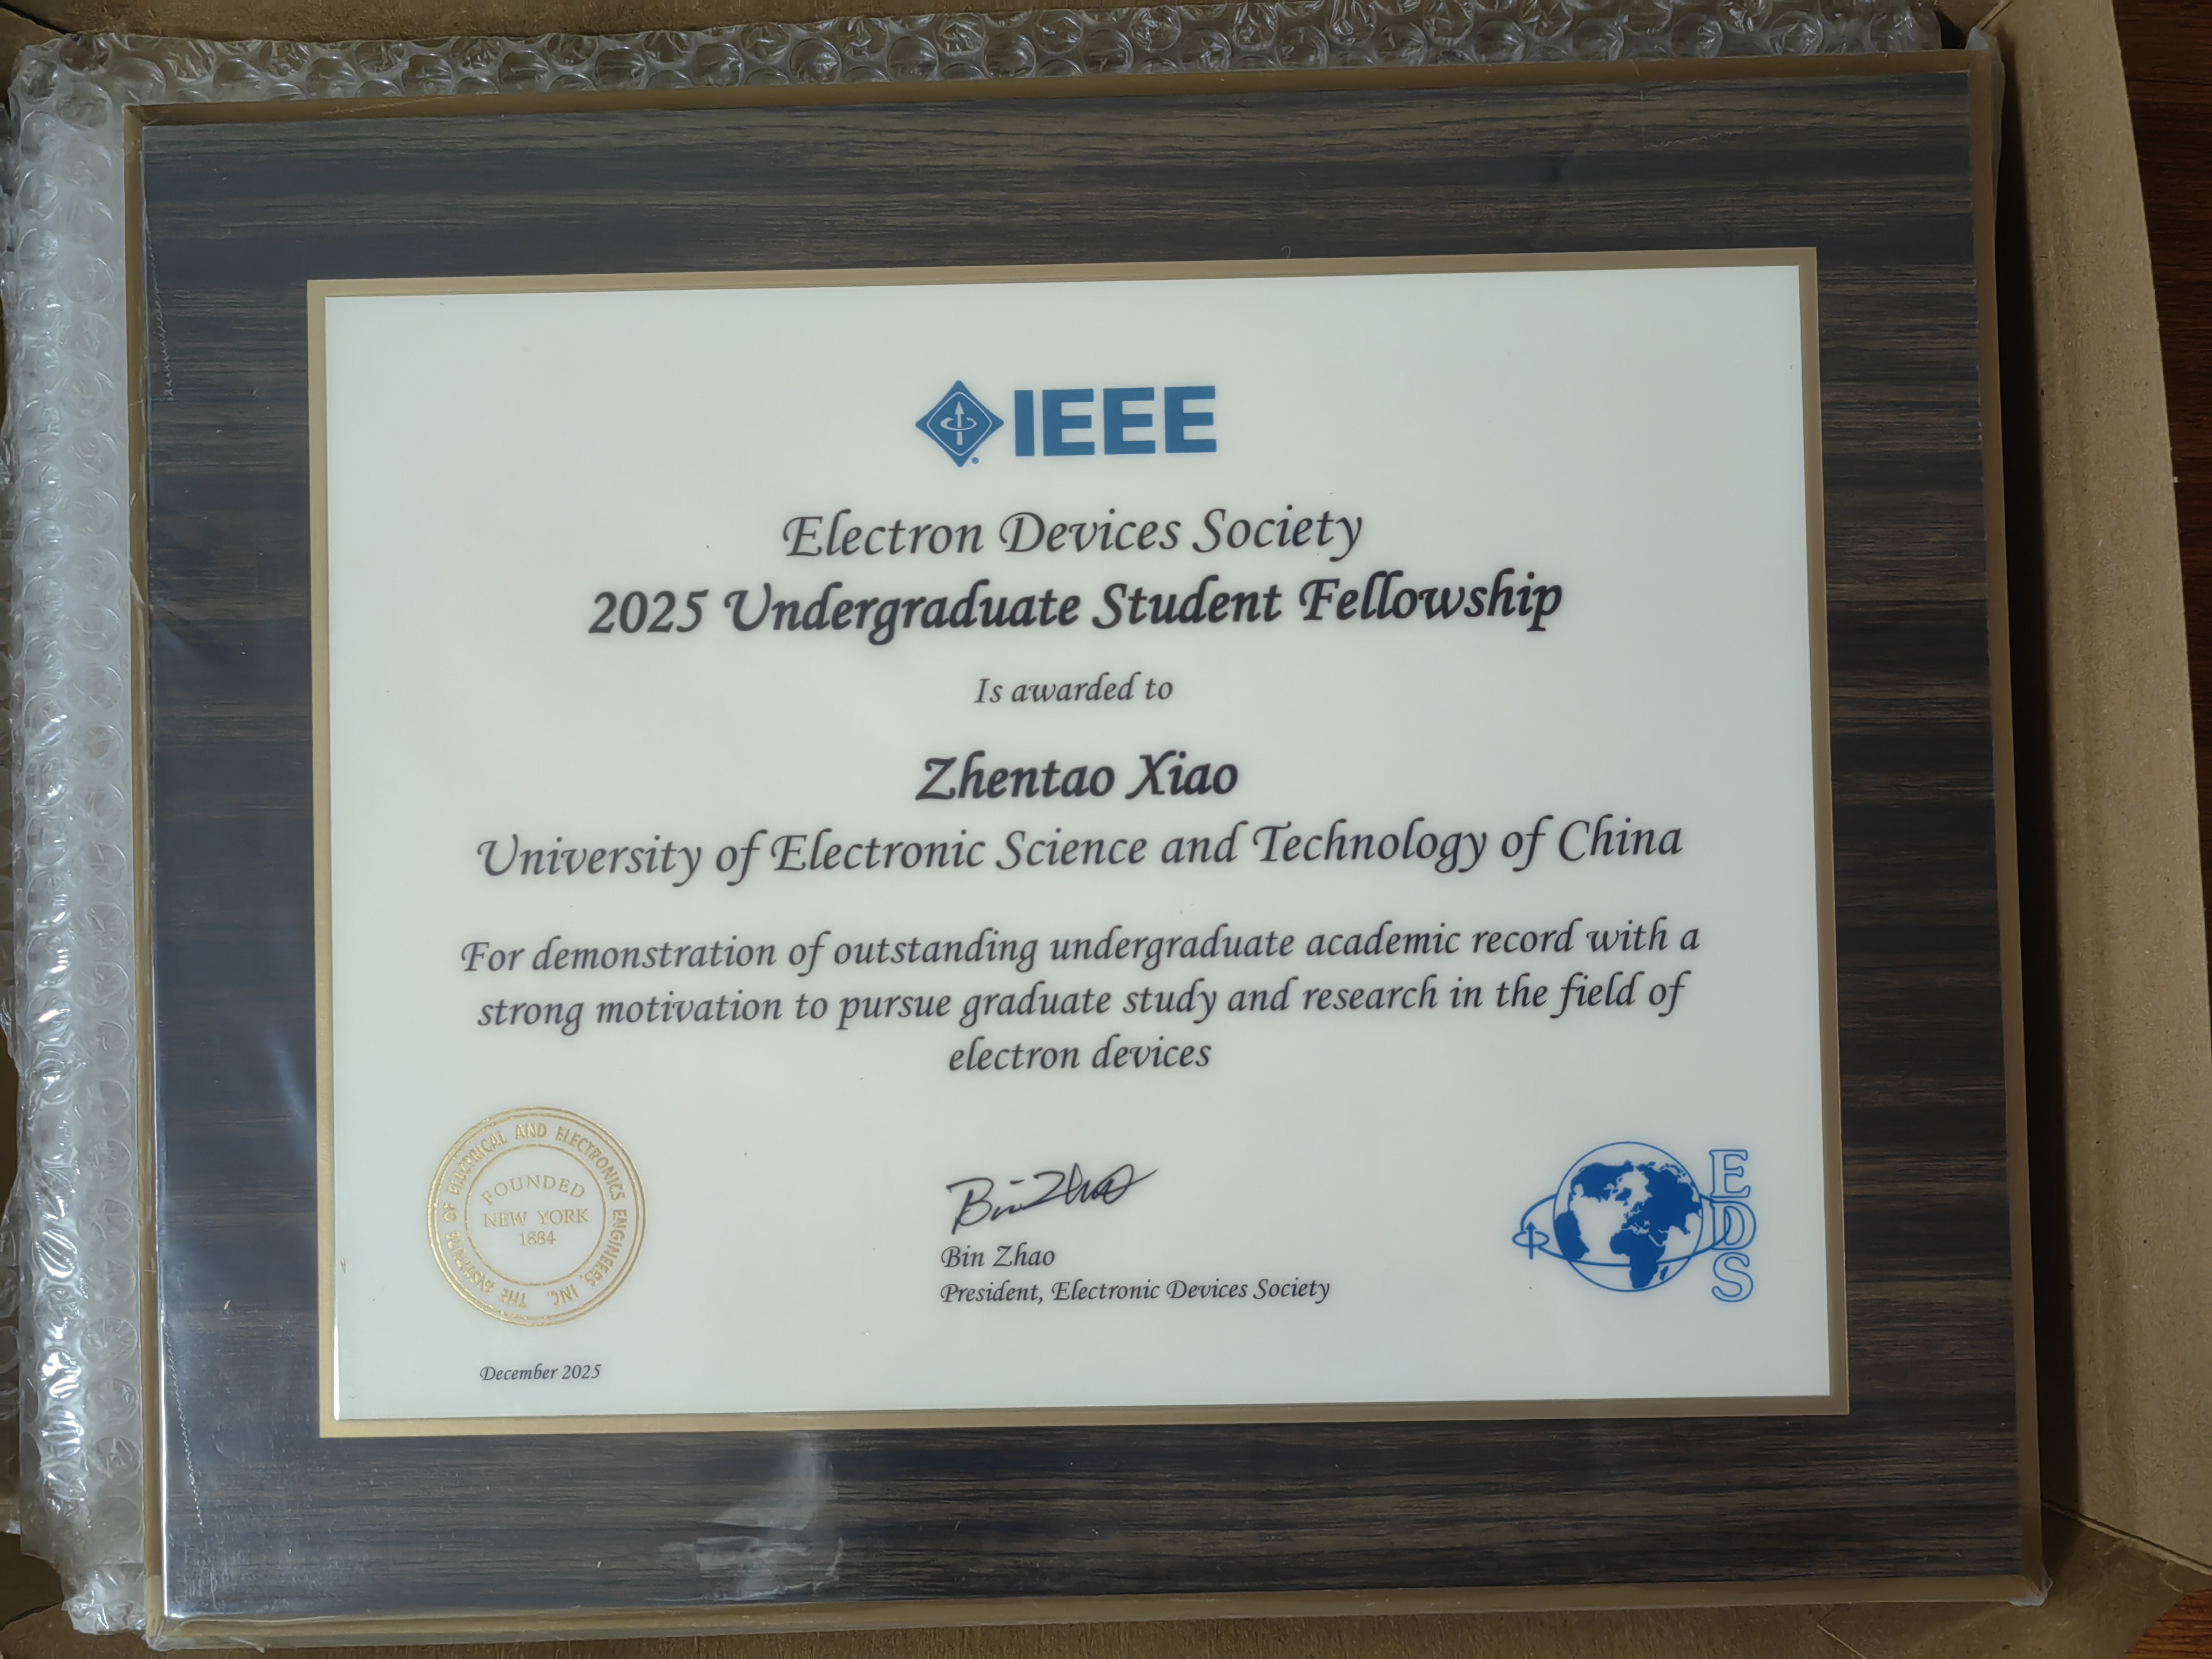 IEEE
Electron Devices Society
2025 Undergraduate Student Fellowship
Is awarded to
Zhentao Xiao
University of Electronic Science and Technology of China
For demonstration of outstanding undergraduate academic record with a
strong motivation to pursue graduate study and research in the field of
electron devices
THE INSTITUTE OF ELECTRICAL AND ELECTRONICS ENGINEERS, INC.
FOUNDED
NEW YORK
1884
Bin Zhao
Bin Zhao
President, Electronic Devices Society
EDS
December 2025